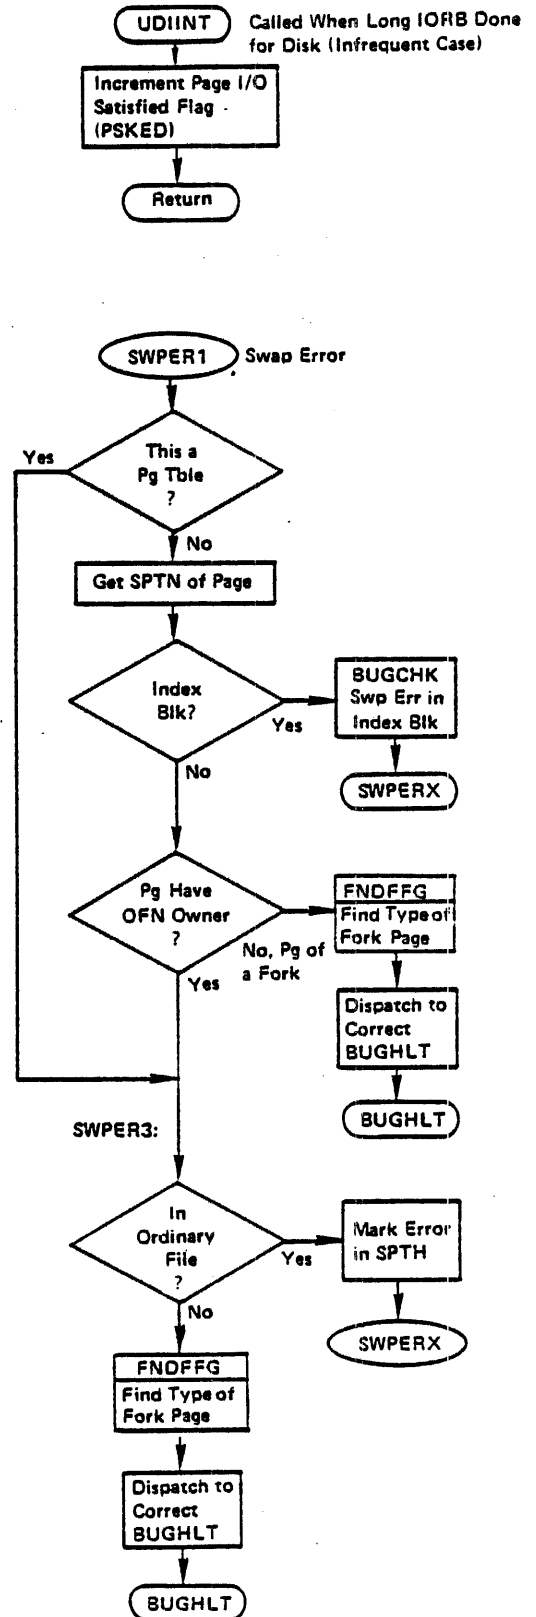 UDIINT
Called When Long IORB Done
for Disk (Infrequent Case)
Increment Page I/O
Satisfied Flag
(PSKED)
Return
SWPER1
Swap Error
Yes
This a
Pg Tble
?
No
Get SPTN of Page
Index
Blk?
Yes
BUGCHK
Swp Err in
Index Blk
SWPERX
No
Pg Have
OFN Owner
?
No, Pg of
a Fork
FNDFFG
Find Type of
Fork Page
Dispatch to
Correct
BUGHLT
BUGHLT
Yes
SWPER3:
In
Ordinary
File
?
Yes
Mark Error
in SPTH
SWPERX
No
FNDFFG
Find Type of
Fork Page
Dispatch to
Correct
BUGHLT
BUGHLT